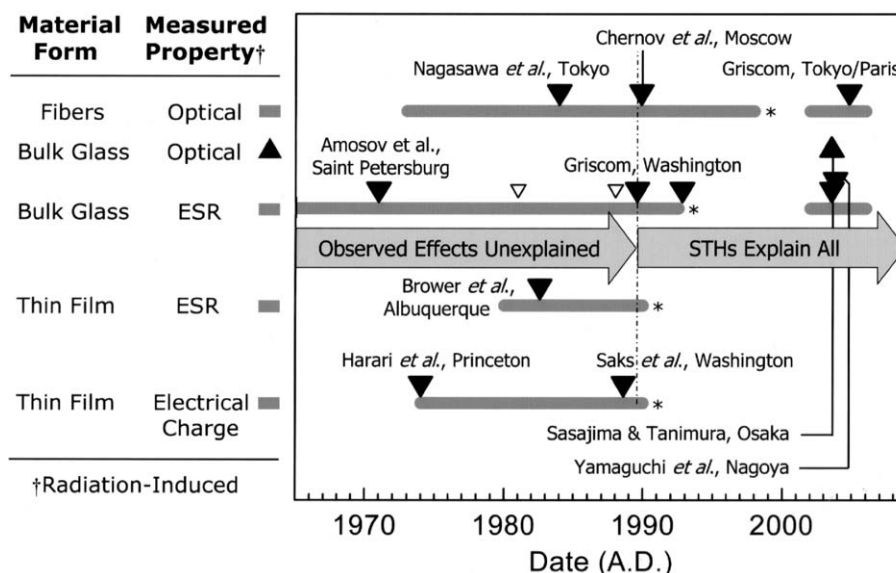 Material Form
Measured Property†
Fibers
Optical
Bulk Glass
Optical
Bulk Glass
ESR
Thin Film
ESR
Thin Film
Electrical Charge
†Radiation-Induced
Chernov et al., Moscow
Nagasawa et al., Tokyo
Griscom, Tokyo/Paris
*
Amosov et al.,
Saint Petersburg
Griscom, Washington
*
Observed Effects Unexplained
STHs Explain All
Brower et al.,
Albuquerque
*
Harari et al., Princeton
Saks et al., Washington
*
Sasajima & Tanimura, Osaka
Yamaguchi et al., Nagoya
1970
1980
1990
2000
Date (A.D.)